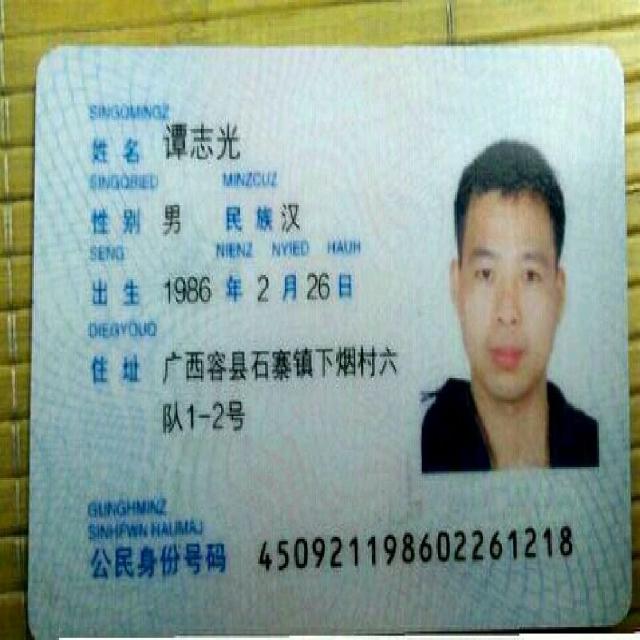 SINGQMINGZ
姓名 谭志光
SINGQBIED MINZCUZ
性别 男 民族 汉
SENG NIENZ NYIED HAUH
出生 1986 年 2 月 26 日
DIEGYOUQ
住址 广西容县石寨镇下烟村六
队1-2号
GUNGHMINZ
SINHFWN HAUMAJ
公民身份号码 450921198602261218